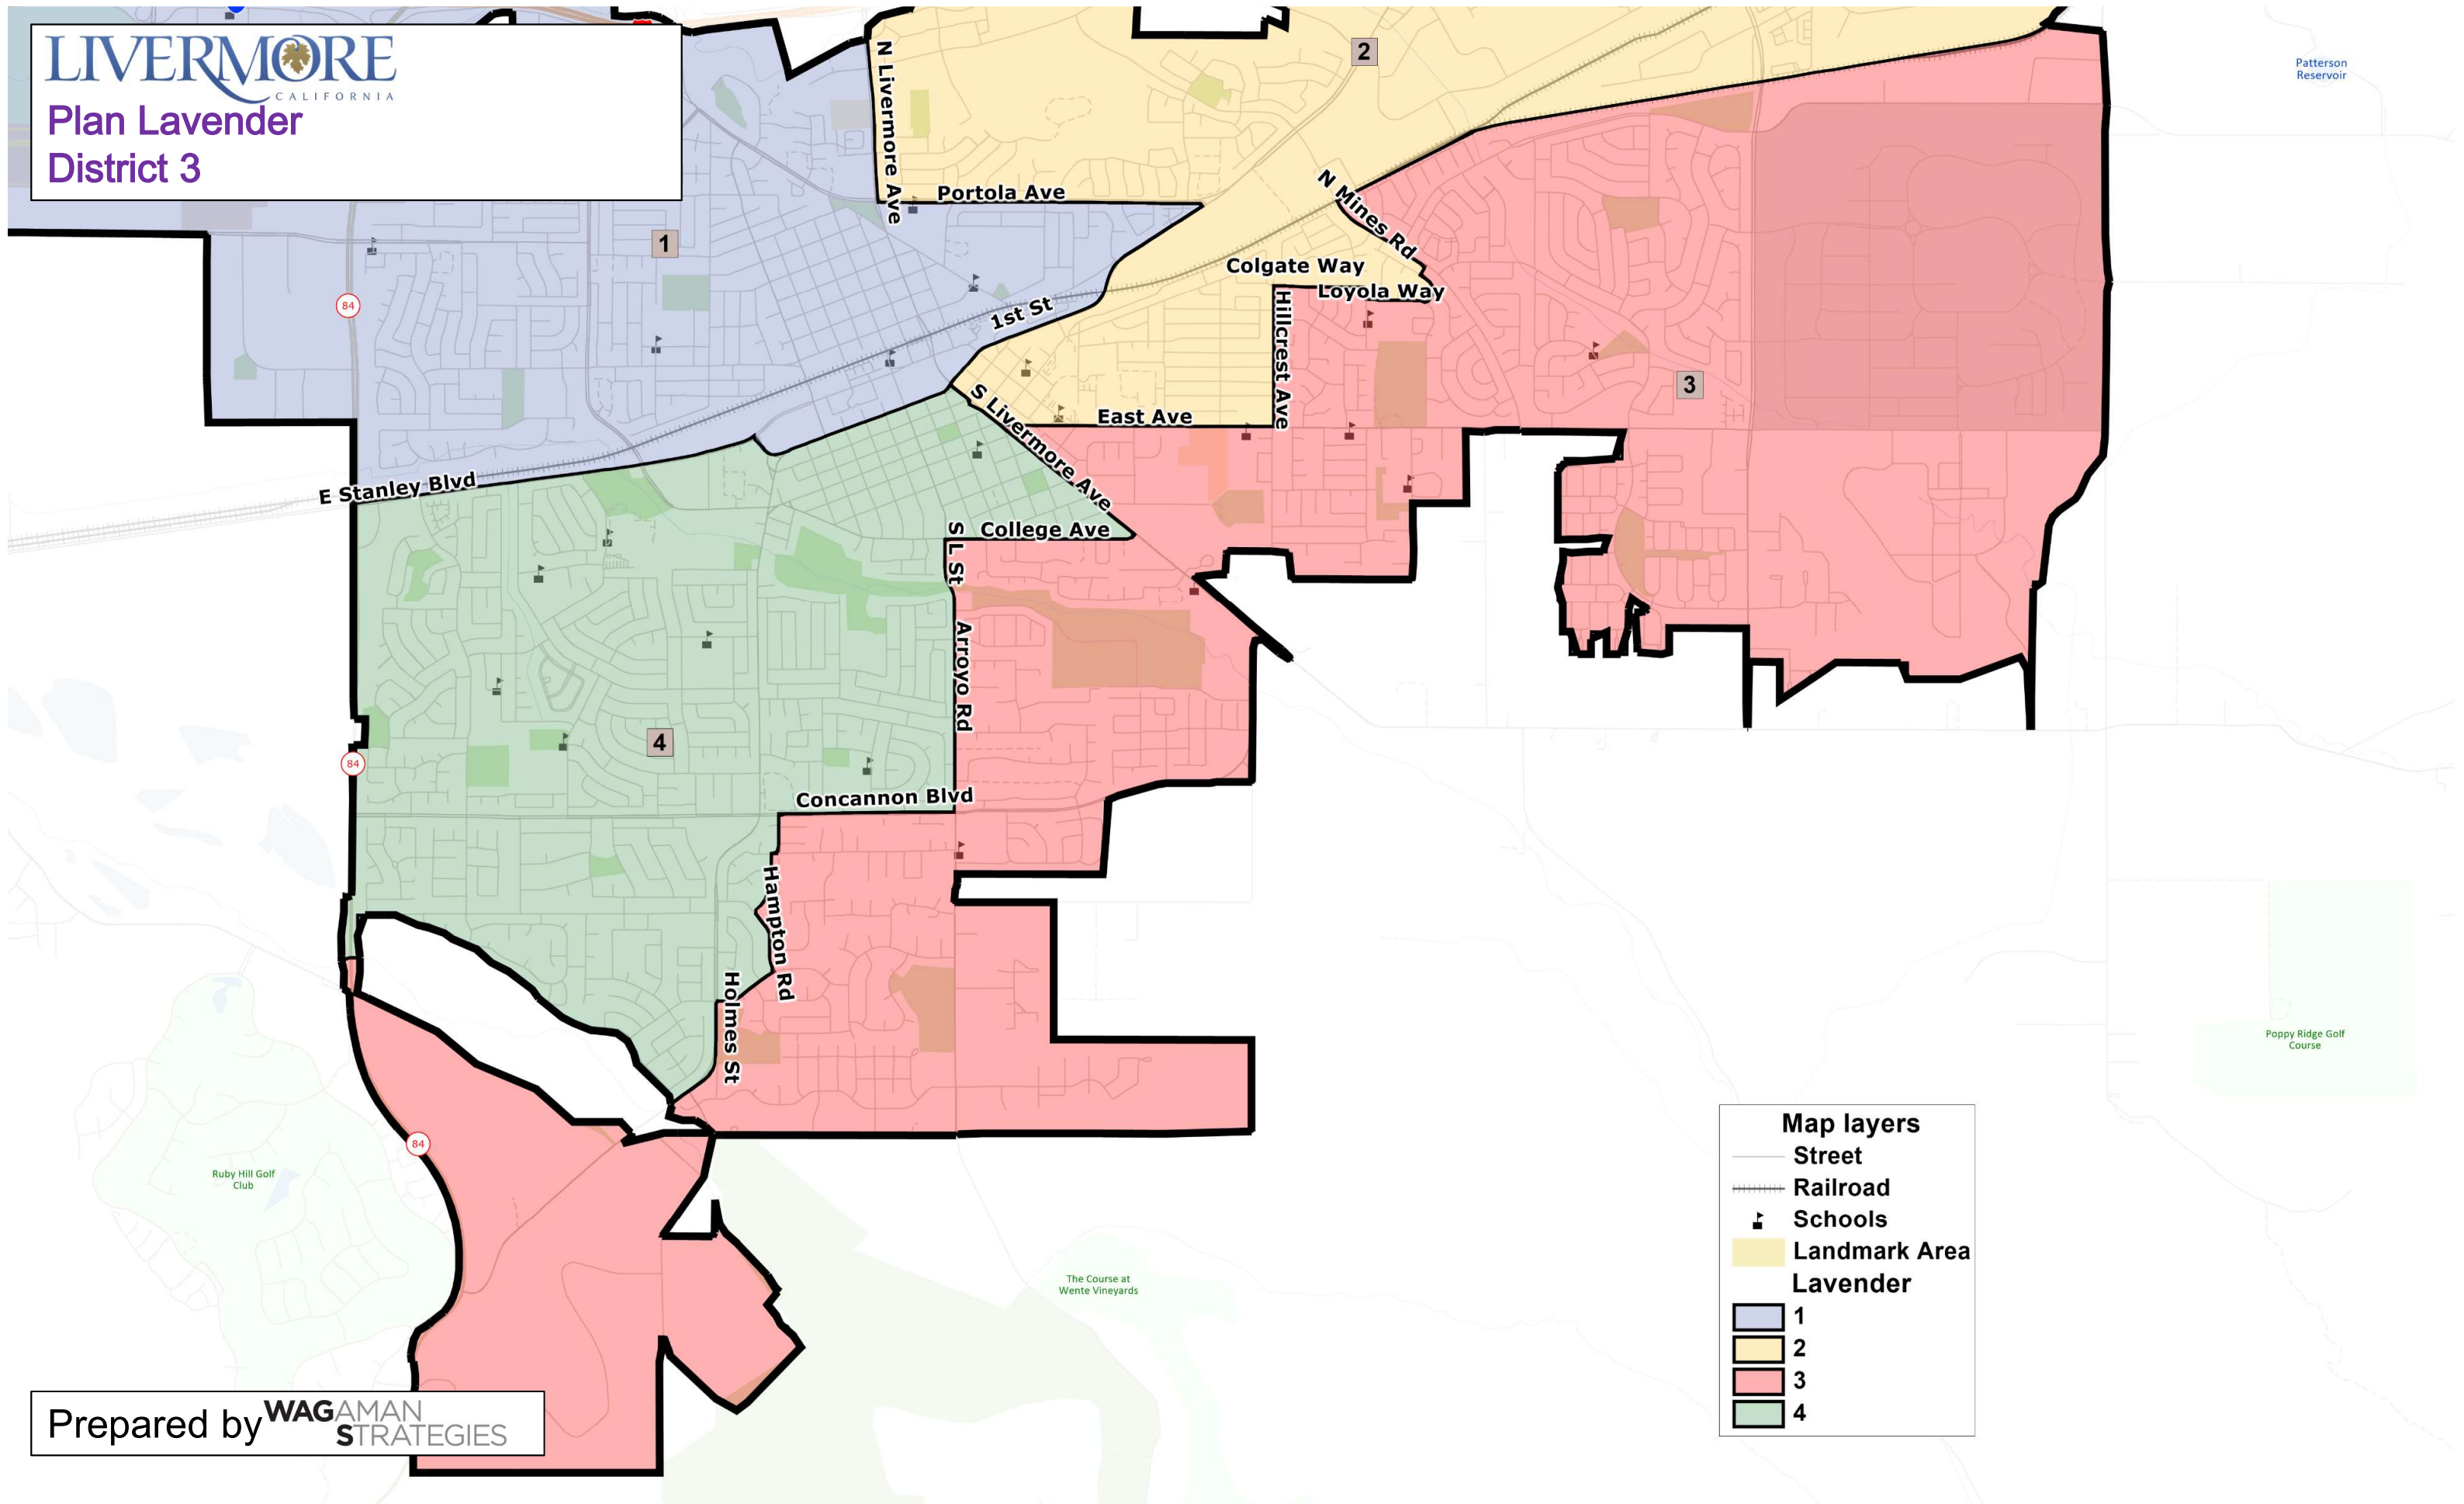 LIVERMORE
CALIFORNIA
Plan Lavender
District 3
N Livermore Ave
2
Patterson
Reservoir
Portola Ave
N Mines Rd
1
Colgate Way
Loyola Way
84
1st St
Hillcrest Ave
3
S Livermore Ave
East Ave
E Stanley Blvd
College Ave
S L St
Arroyo Rd
4
84
Concannon Blvd
Hampton Rd
Holmes St
Poppy Ridge Golf
Course
84
Ruby Hill Golf
Club
The Course at
Wente Vineyards
Map layers
Street
Railroad
Schools
Landmark Area
Lavender
1
2
3
4
Prepared by WAGAMAN
STRATEGIES